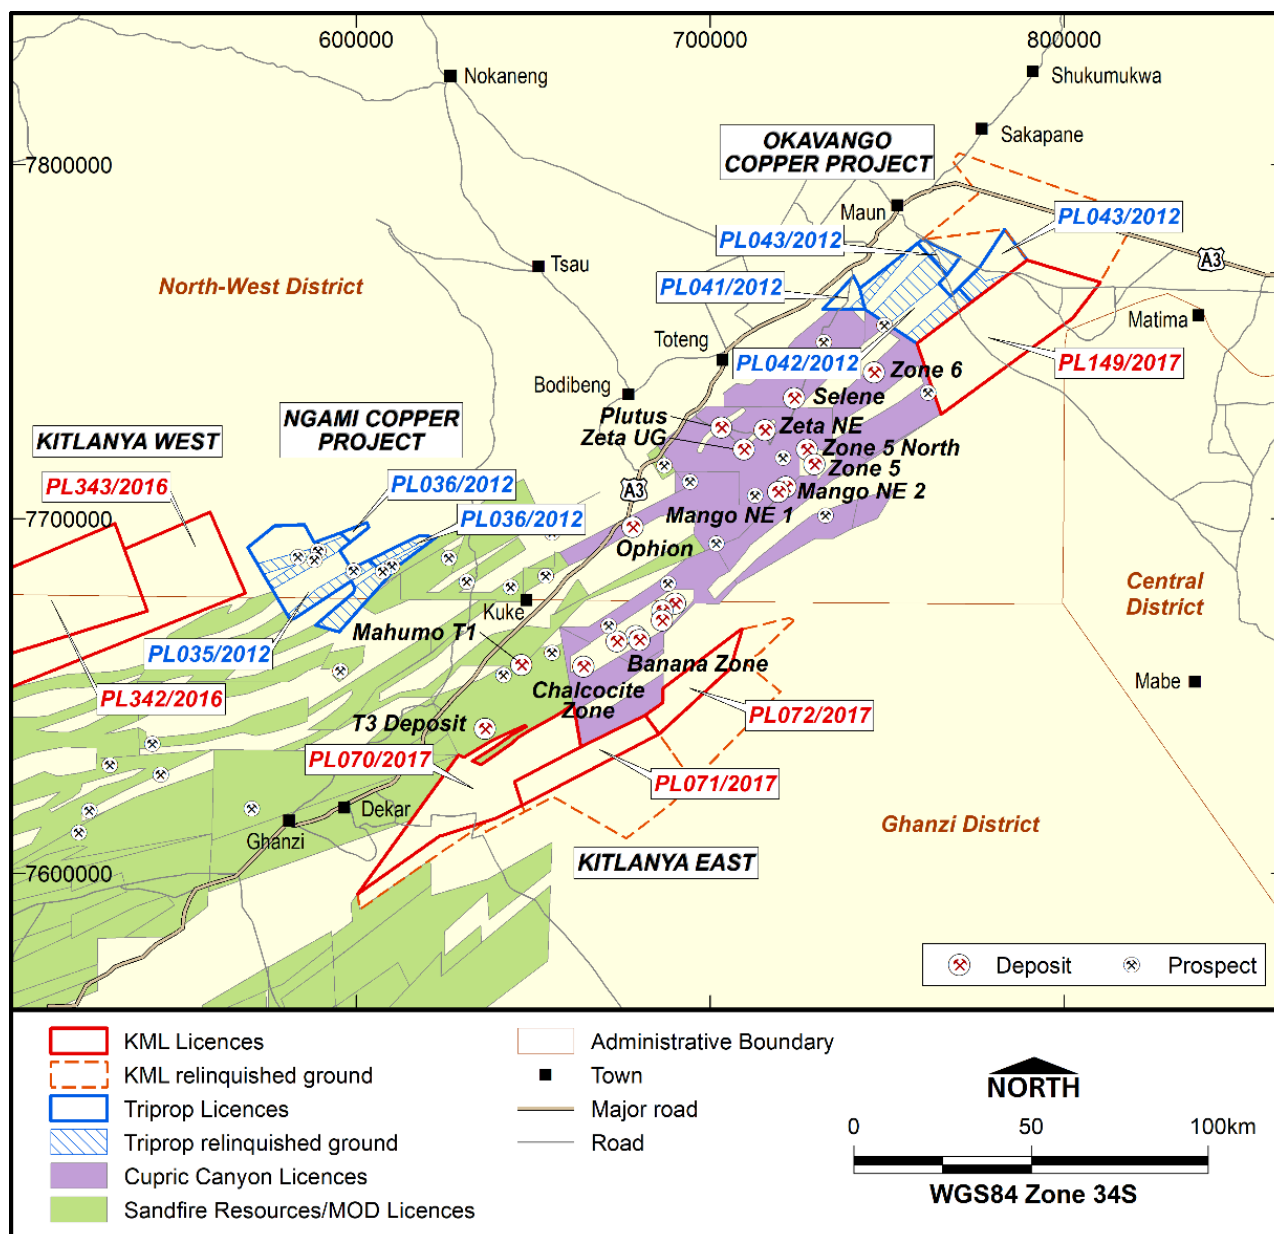 600000
700000
800000
Nokaneng
Shukumukwa
OKAVANGO
COPPER PROJECT
Sakapane
7800000
Maun
PL043/2012
PL043/2012
A3
Tsau
North-West District
PL041/2012
Matima
Toteng
PL042/2012
Zone 6
PL149/2017
Bodibeng
Selene
Plutus
Zeta NE
NGAMI COPPER
PROJECT
KITLANYA WEST
Zeta UG
Zone 5 North
Zone 5
PL343/2016
PL036/2012
A3
Mango NE 2
7700000
PL036/2012
Mango NE 1
Ophion
Central
District
Kuke
Mahumo T1
PL035/2012
Banana Zone
Mabe
PL342/2016
Chalcocite
Zone
T3 Deposit
PL072/2017
PL070/2017
PL071/2017
Dekar
Ghanzi
Ghanzi District
KITLANYA EAST
7600000
Deposit
Prospect
KML Licences
KML relinquished ground
Triprop Licences
Triprop relinquished ground
Cupric Canyon Licences
Sandfire Resources/MOD Licences
Administrative Boundary
Town
Major road
Road
NORTH
0 50 100km
WGS84 Zone 34S